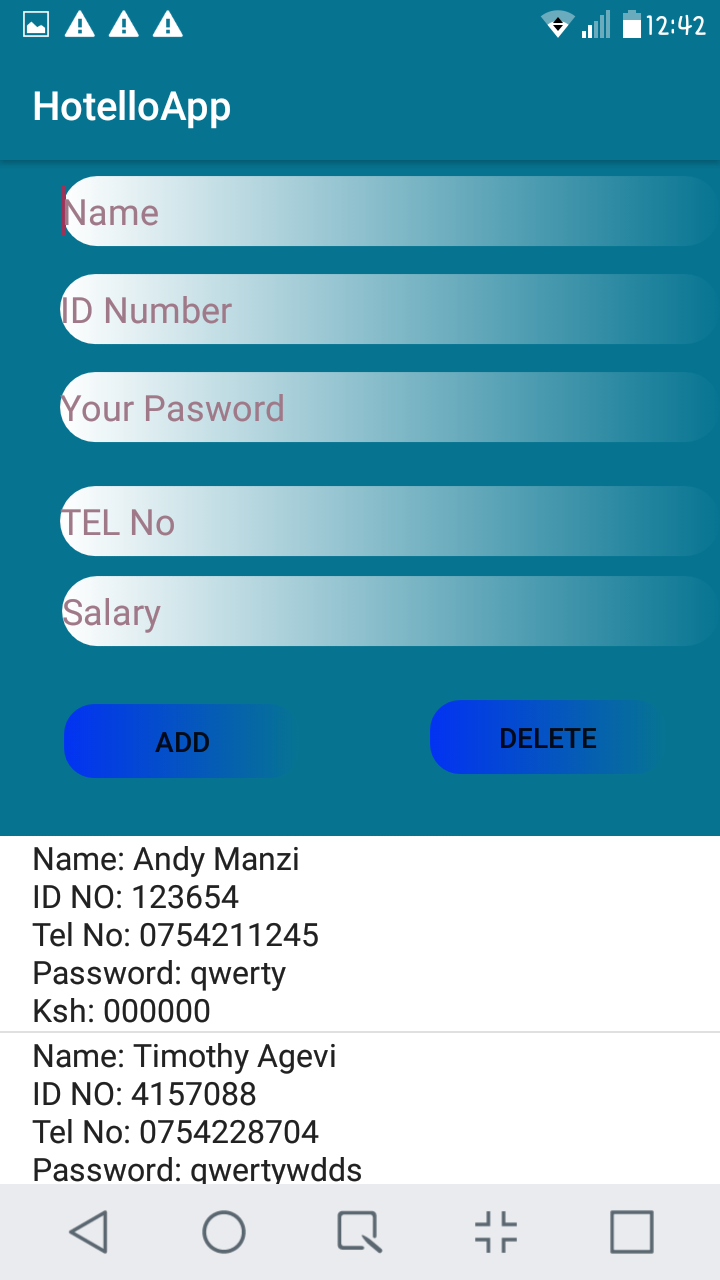 12:42
HotelloApp
Name
ID Number
Your Pasword
TEL No
Salary
ADD
DELETE
Name: Andy Manzi
ID NO: 123654
Tel No: 0754211245
Password: qwerty
Ksh: 000000
Name: Timothy Agevi
ID NO: 4157088
Tel No: 0754228704
Password: qwertywdds